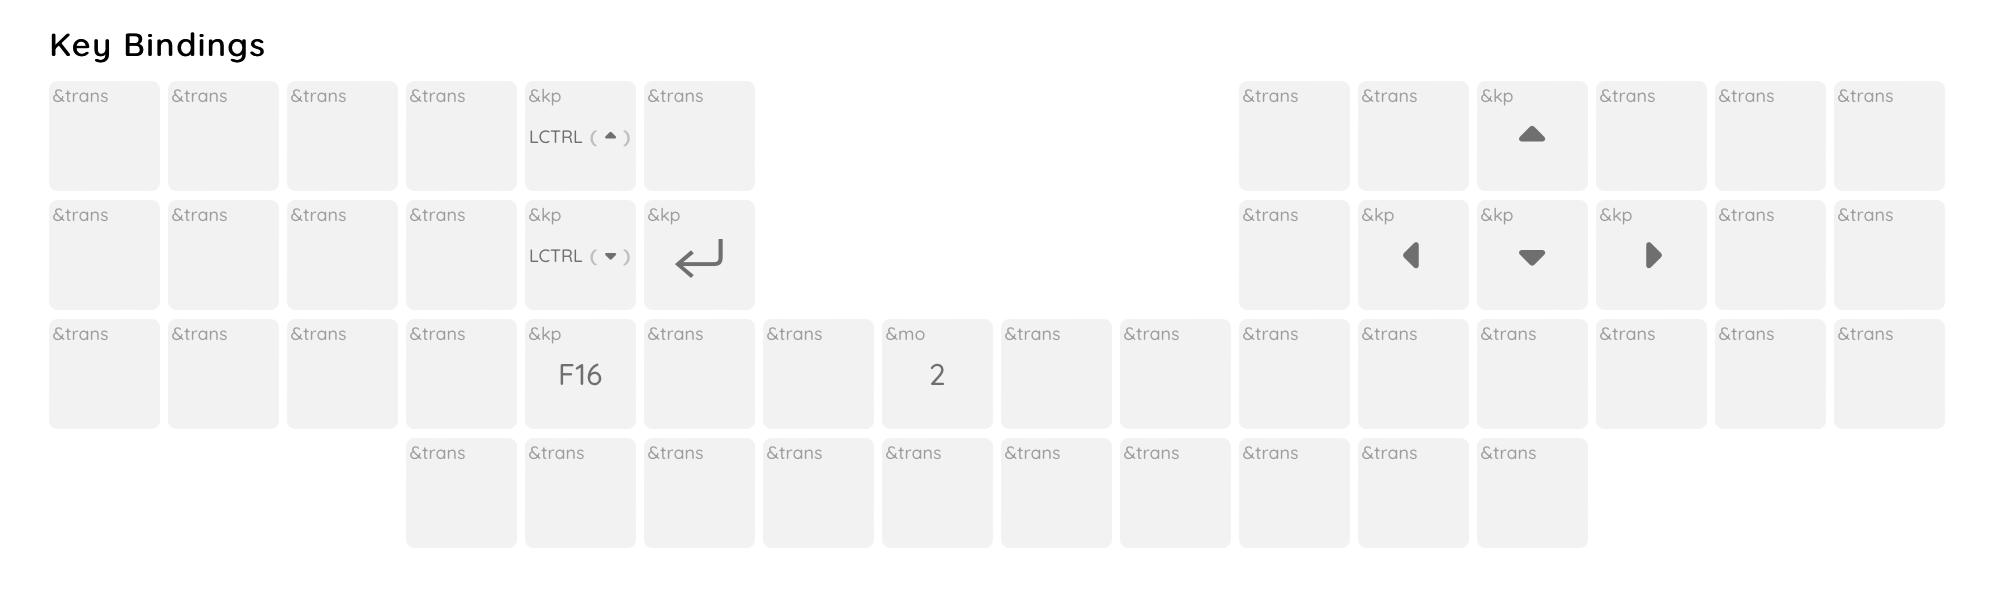 Key Bindings
&trans &trans &trans &trans &kp &trans &trans &trans &kp &trans &trans &trans
LCTRL ( ▲ ) ▲
&trans &trans &trans &trans &kp &kp &trans &kp &kp &kp &trans &trans
LCTRL ( ▼ ) ◀ ▼ ▶
&trans &trans &trans &trans &kp &trans &trans &mo &trans &trans &trans &trans &trans &trans &trans &trans
F16 2
&trans &trans &trans &trans &trans &trans &trans &trans &trans &trans